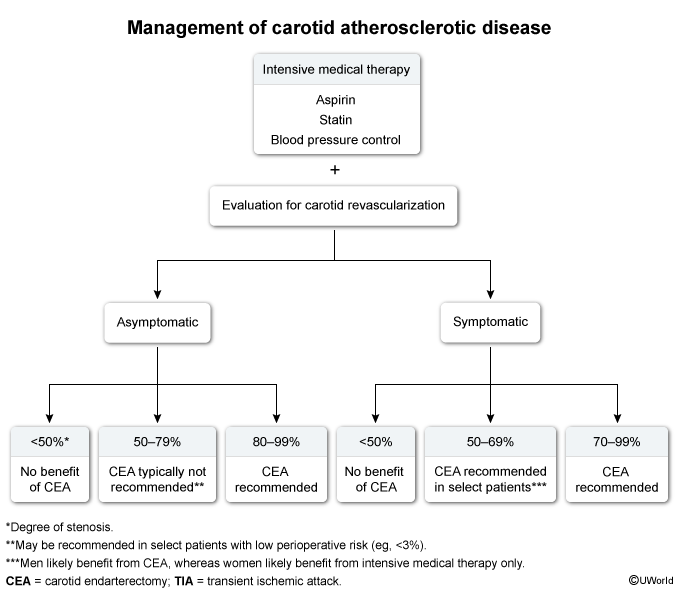 Management of carotid atherosclerotic disease
Intensive medical therapy
Aspirin
Statin
Blood pressure control
+
Evaluation for carotid revascularization
Asymptomatic
Symptomatic
<50%*
No benefit
of CEA
50–79%
CEA typically not
recommended**
80–99%
CEA
recommended
<50%
No benefit
of CEA
50–69%
CEA recommended
in select patients***
70–99%
CEA
recommended
*Degree of stenosis.
**May be recommended in select patients with low perioperative risk (eg, <3%).
***Men likely benefit from CEA, whereas women likely benefit from intensive medical therapy only.
CEA = carotid endarterectomy; TIA = transient ischemic attack.
©UWorld